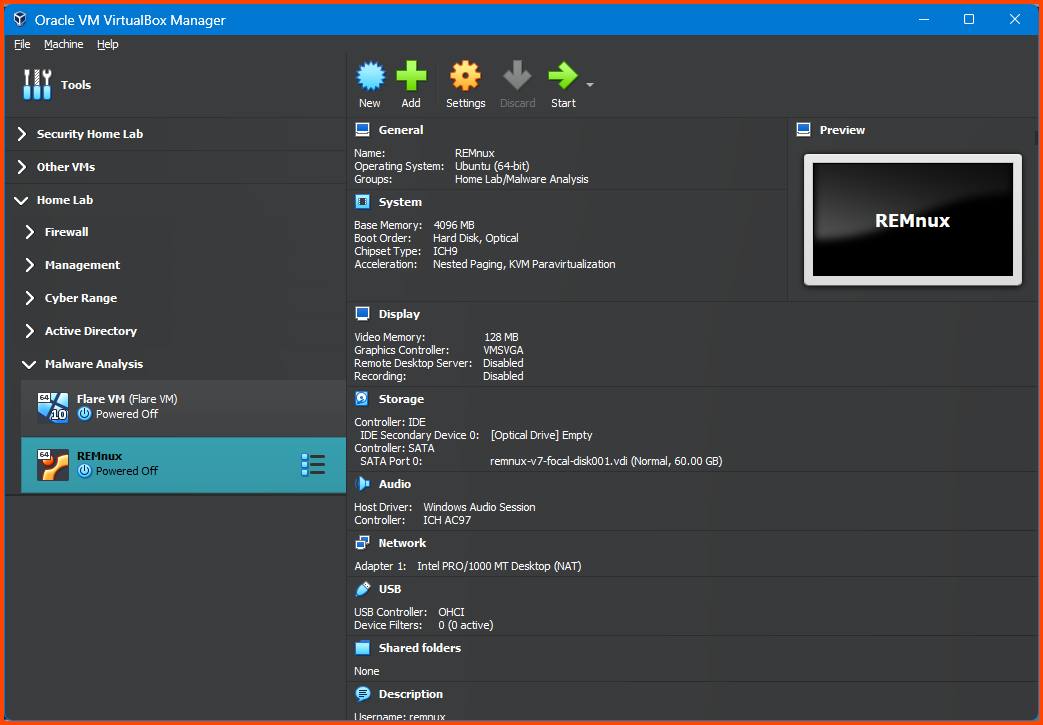 Oracle VM VirtualBox Manager
File Machine Help
Tools
New Add Settings Discard Start
Security Home Lab
Other VMs
Home Lab
Firewall
Management
Cyber Range
Active Directory
Malware Analysis
64 10 Flare VM (Flare VM)
Powered Off
64 REMnux
Powered Off
General
Name: REMnux
Operating System: Ubuntu (64-bit)
Groups: Home Lab/Malware Analysis
Preview
REMnux
System
Base Memory: 4096 MB
Boot Order: Hard Disk, Optical
Chipset Type: ICH9
Acceleration: Nested Paging, KVM Paravirtualization
Display
Video Memory: 128 MB
Graphics Controller: VMSVGA
Remote Desktop Server: Disabled
Recording: Disabled
Storage
Controller: IDE
IDE Secondary Device 0: [Optical Drive] Empty
Controller: SATA
SATA Port 0: remnux-v7-focal-disk001.vdi (Normal, 60.00 GB)
Audio
Host Driver: Windows Audio Session
Controller: ICH AC97
Network
Adapter 1: Intel PRO/1000 MT Desktop (NAT)
USB
USB Controller: OHCI
Device Filters: 0 (0 active)
Shared folders
None
Description
Username: remnux